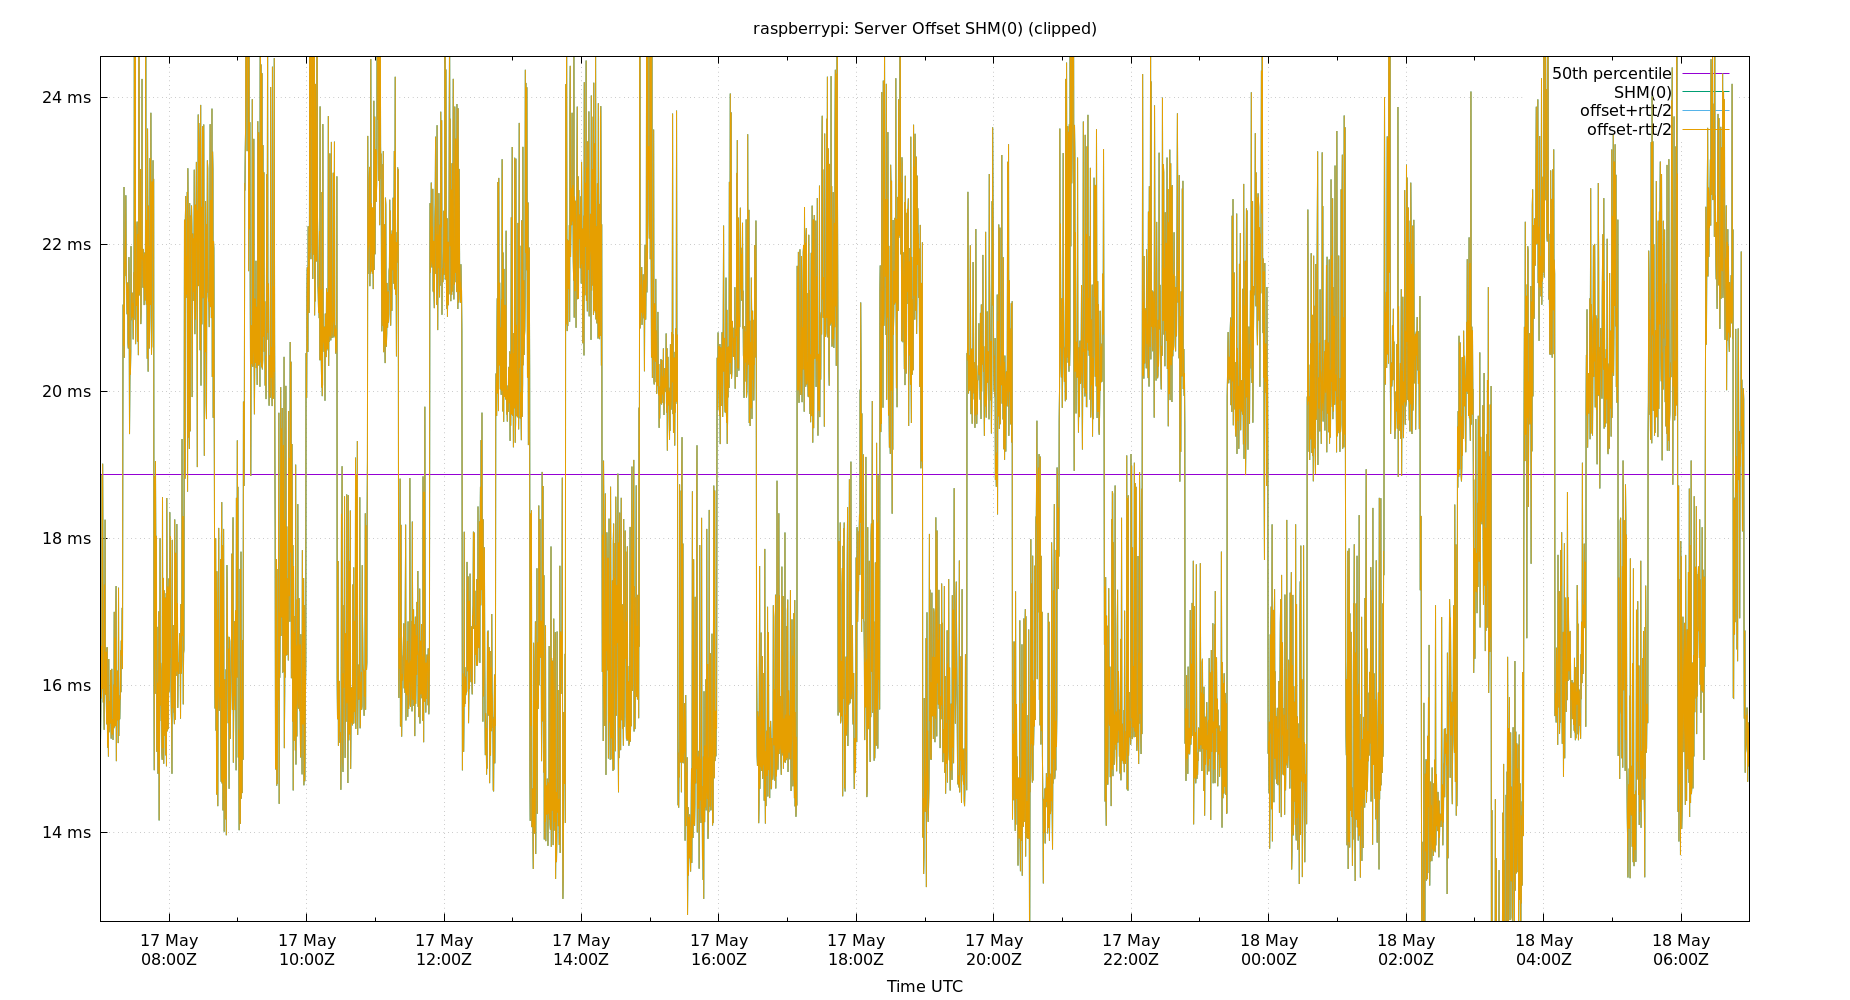 raspberrypi: Server Offset SHM(0) (clipped)
50th percentile
SHM(0)
offset+rtt/2
offset-rtt/2
24 ms
22 ms
20 ms
18 ms
16 ms
14 ms
17 May 17 May 17 May 17 May 17 May 17 May 17 May 17 May 18 May 18 May 18 May 18 May
08:00Z 10:00Z 12:00Z 14:00Z 16:00Z 18:00Z 20:00Z 22:00Z 00:00Z 02:00Z 04:00Z 06:00Z
Time UTC